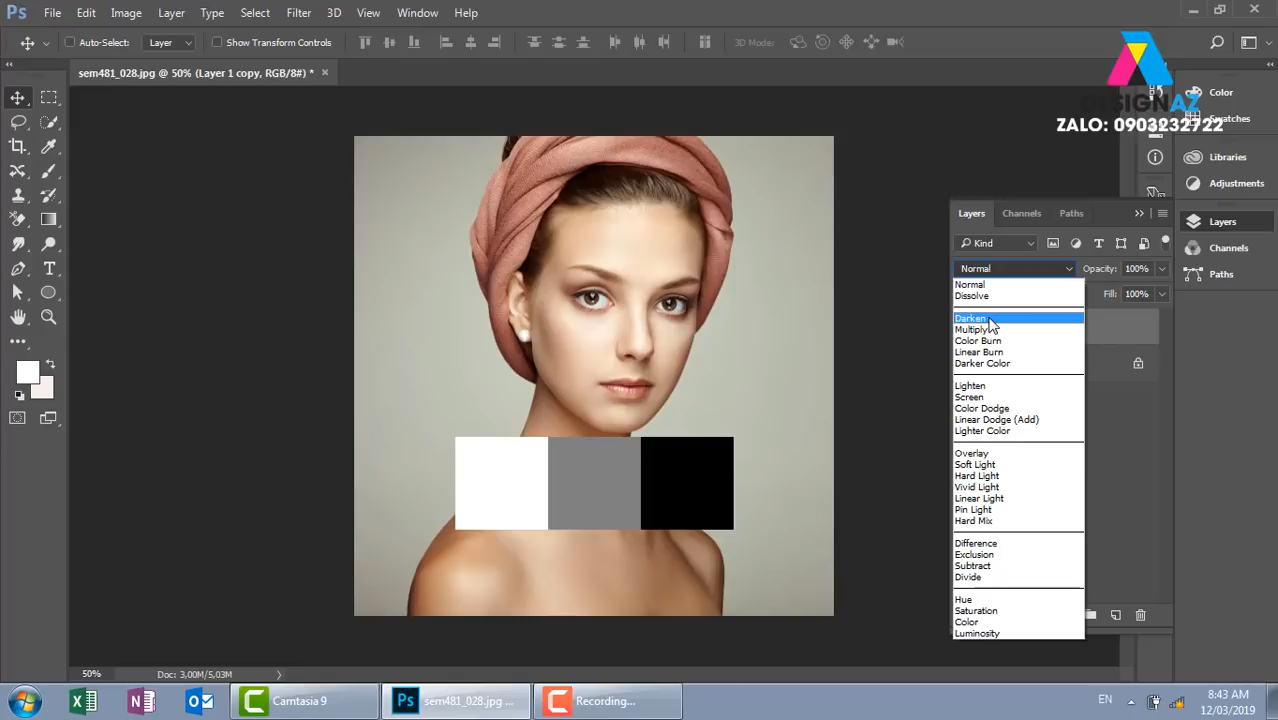 Ps File Edit Image Layer Type Select Filter 3D View Window Help
Auto-Select: Layer Show Transform Controls 3D Mode:
sem481_028.jpg @ 50% (Layer 1 copy, RGB/8#) *
DESIGNAZ
ZALO: 0903232722
Color
Swatches
Libraries
Adjustments
Layers
Channels
Paths
Layers Channels Paths
Kind
Normal Opacity: 100%
Fill: 100%
Normal
Dissolve
Darken
Multiply
Color Burn
Linear Burn
Darker Color
Lighten
Screen
Color Dodge
Linear Dodge (Add)
Lighter Color
Overlay
Soft Light
Hard Light
Vivid Light
Linear Light
Pin Light
Hard Mix
Difference
Exclusion
Subtract
Divide
Hue
Saturation
Color
Luminosity
50% Doc: 3,00M/5,03M
Camtasia 9
Ps sem481_028.jpg ...
Recording...
EN
8:43 AM
12/03/2019